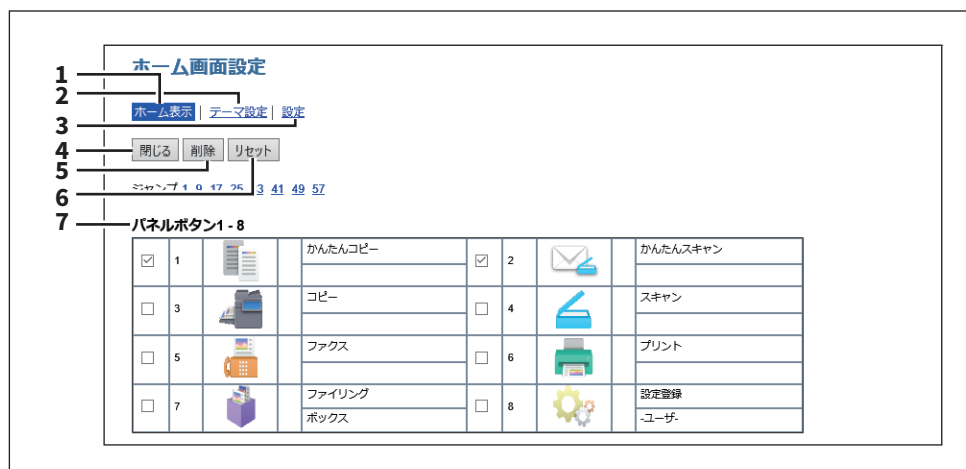 ホーム画面設定
1
2
ホーム表示 | テーマ設定 | 設定
3
4
閉じる 削除 リセット
5
6
ジャンプ 1 9 17 25 3 41 49 57
7
パネルボタン1 - 8
1 かんたんコピー 2 かんたんスキャン
3 コピー 4 スキャン
5 ファクス 6 プリント
7 ファイリング 8 設定登録
ボックス -ユーザ-